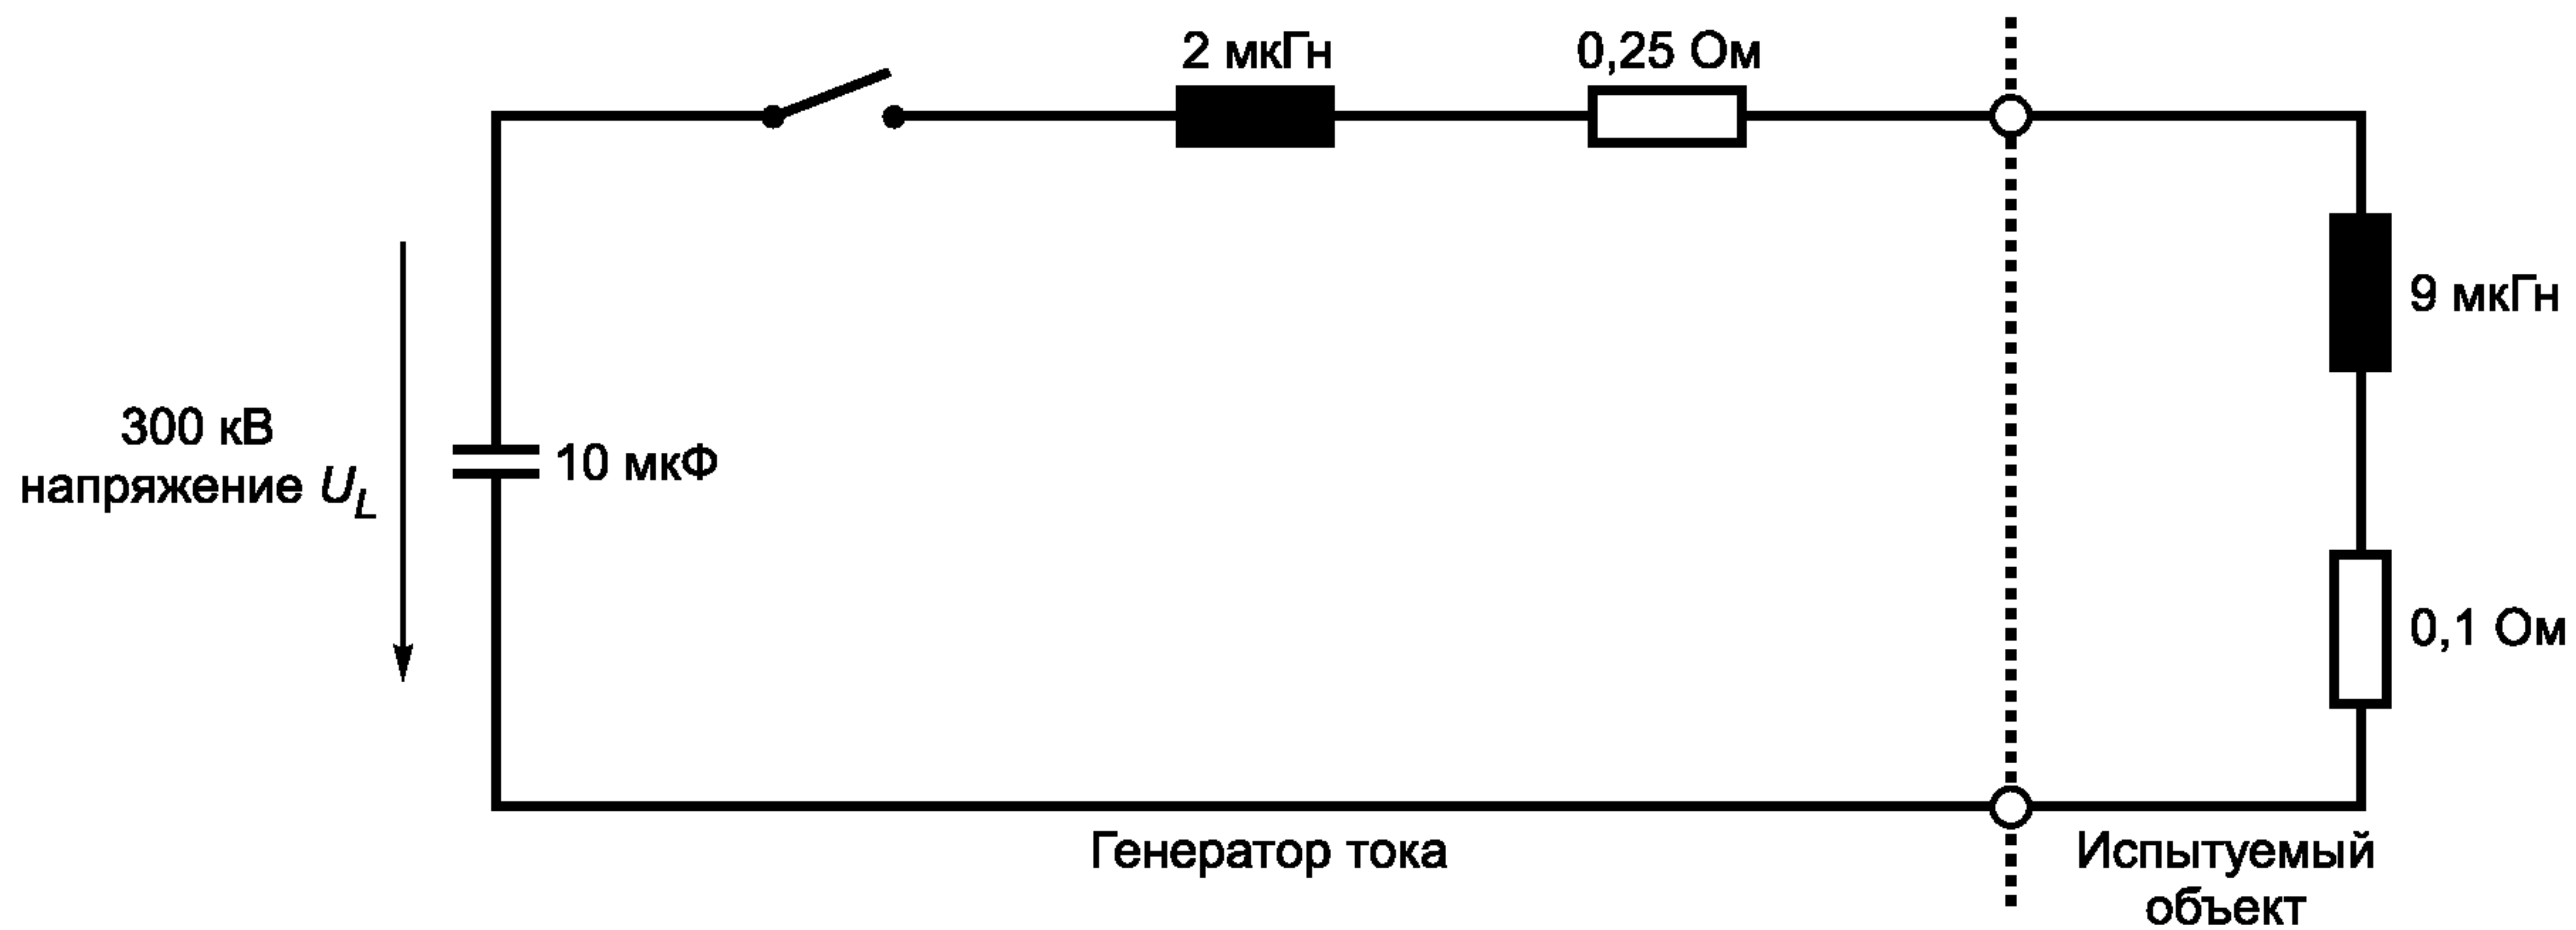 2 мкГн
0,25 Ом
9 мкГн
300 кВ
напряжение U_L
10 мкФ
0,1 Ом
Генератор тока
Испытуемый
объект